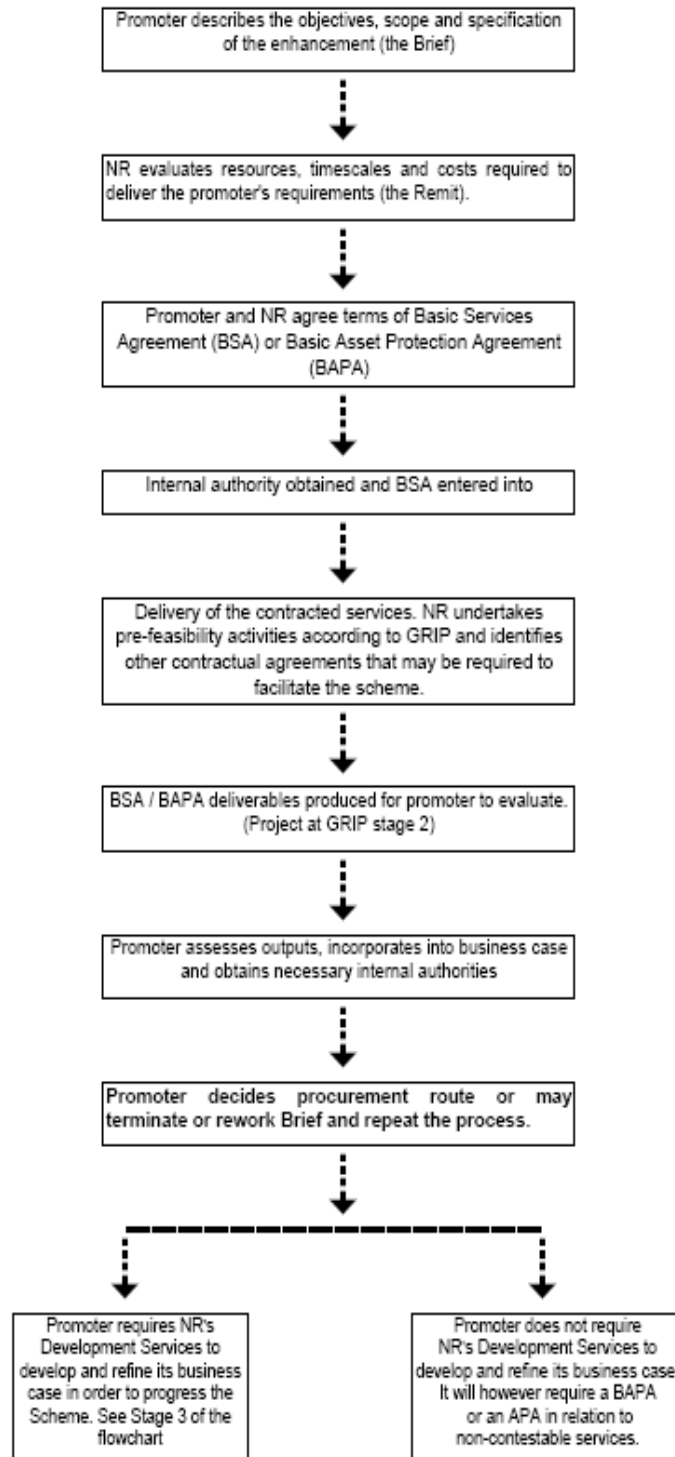 Promoter describes the objectives, scope and specification
of the enhancement (the Brief)
NR evaluates resources, timescales and costs required to
deliver the promoter's requirements (the Remit).
Promoter and NR agree terms of Basic Services
Agreement (BSA) or Basic Asset Protection Agreement
(BAPA)
Internal authority obtained and BSA entered into
Delivery of the contracted services. NR undertakes
pre-feasibility activities according to GRIP and identifies
other contractual agreements that may be required to
facilitate the scheme.
BSA / BAPA deliverables produced for promoter to evaluate.
(Project at GRIP stage 2)
Promoter assesses outputs, incorporates into business case
and obtains necessary internal authorities
Promoter decides procurement route or may
terminate or rework Brief and repeat the process.
Promoter requires NR's
Development Services to
develop and refine its business
case in order to progress the
Scheme. See Stage 3 of the
flowchart
Promoter does not require
NR's Development Services to
develop and refine its business case
It will however require a BAPA
or an APA in relation to
non-contestable services.